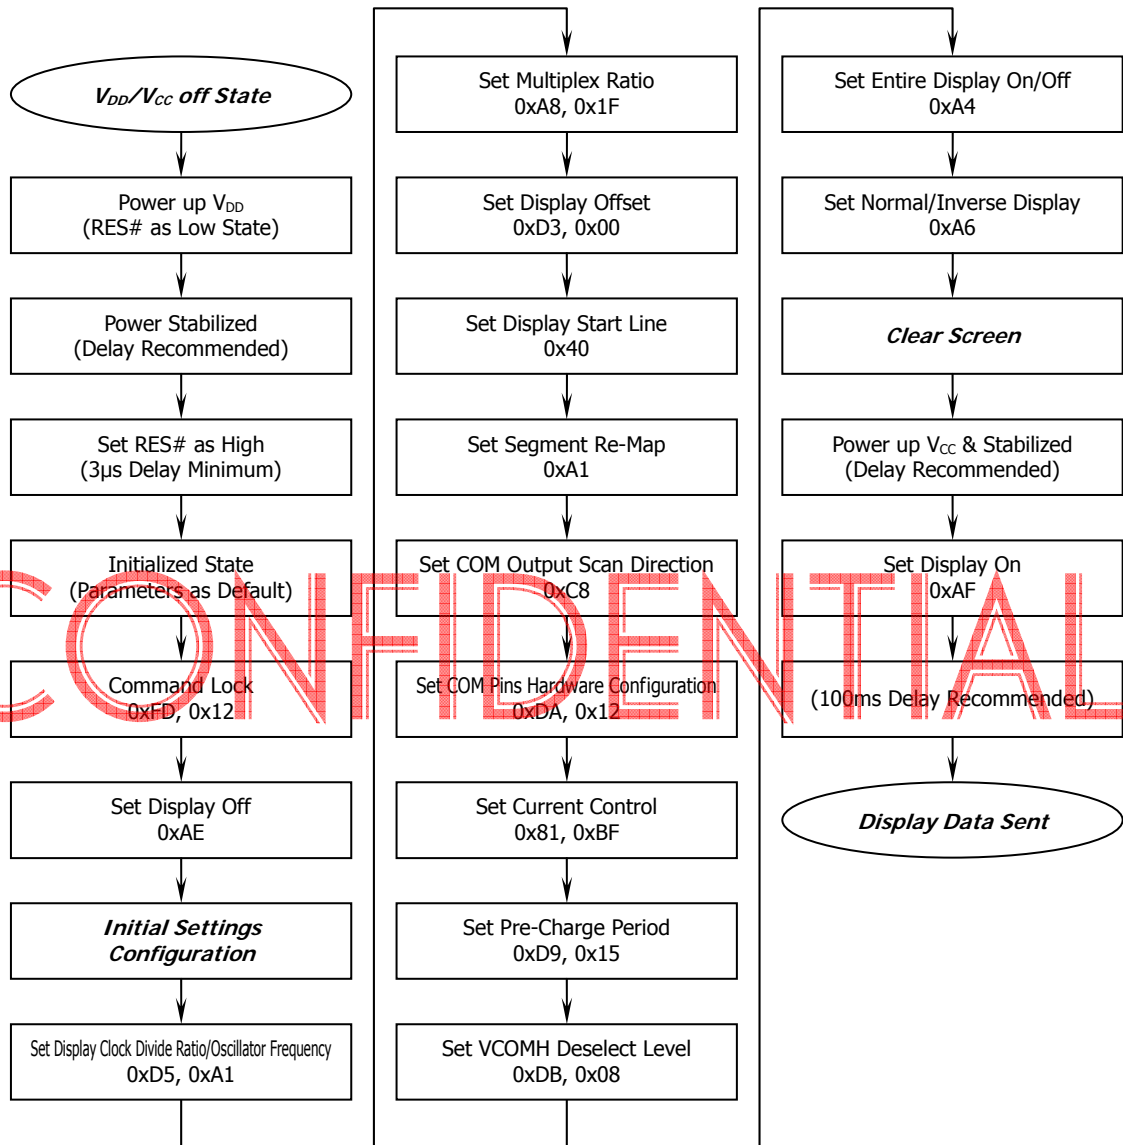 V_DD/V_CC off State
Power up V_DD
(RES# as Low State)
Power Stabilized
(Delay Recommended)
Set RES# as High
(3μs Delay Minimum)
Initialized State
(Parameters as Default)
Command Lock
0xFD, 0x12
Set Display Off
0xAE
Initial Settings
Configuration
Set Display Clock Divide Ratio/Oscillator Frequency
0xD5, 0xA1
Set Multiplex Ratio
0xA8, 0x1F
Set Display Offset
0xD3, 0x00
Set Display Start Line
0x40
Set Segment Re-Map
0xA1
Set COM Output Scan Direction
0xC8
Set COM Pins Hardware Configuration
0xDA, 0x12
Set Current Control
0x81, 0xBF
Set Pre-Charge Period
0xD9, 0x15
Set VCOMH Deselect Level
0xDB, 0x08
Set Entire Display On/Off
0xA4
Set Normal/Inverse Display
0xA6
Clear Screen
Power up V_CC & Stabilized
(Delay Recommended)
Set Display On
0xAF
(100ms Delay Recommended)
Display Data Sent
CONFIDENTIAL